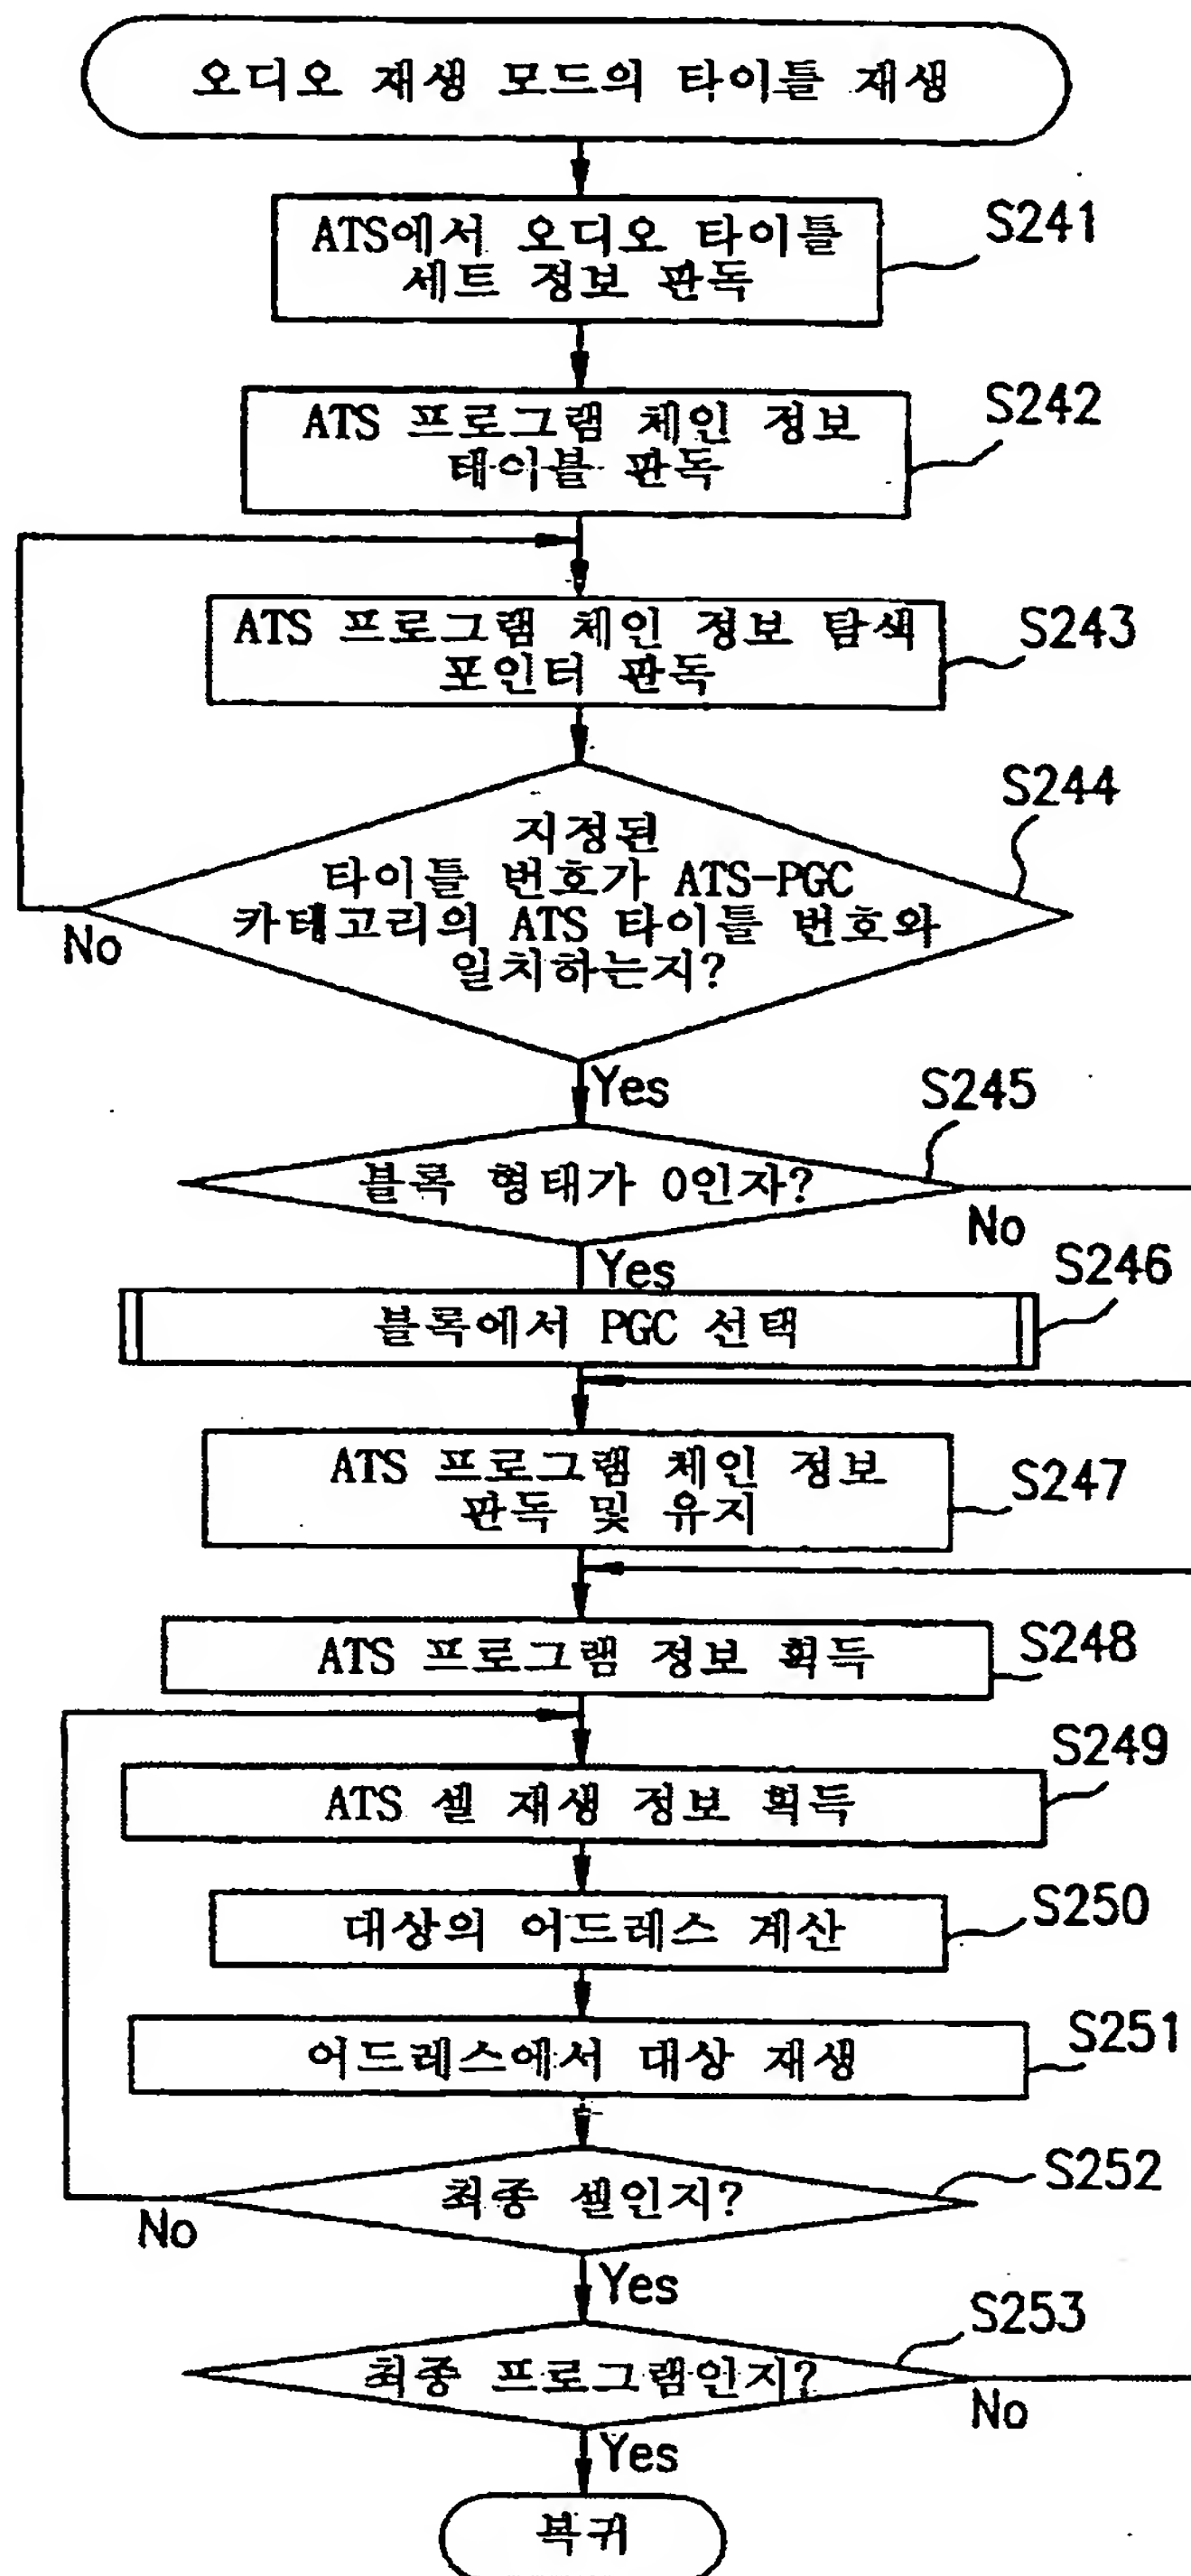 오디오 재생 모드의 타이틀 재생
ATS에서 오디오 타이틀
세트 정보 판독
S241
ATS 프로그램 체인 정보
테이블 판독
S242
ATS 프로그램 체인 정보 탐색
포인터 판독
S243
지정된
타이틀 번호가 ATS-PGC
카테고리의 ATS 타이틀 번호와
일치하는지?
S244
No
Yes
블록 형태가 0인자?
S245
No
Yes
블록에서 PGC 선택
S246
ATS 프로그램 체인 정보
판독 및 유지
S247
ATS 프로그램 정보 획득
S248
ATS 셀 재생 정보 획득
S249
대상의 어드레스 계산
S250
어드레스에서 대상 재생
S251
최종 셀인지?
S252
No
Yes
최종 프로그램인지?
S253
No
Yes
복귀